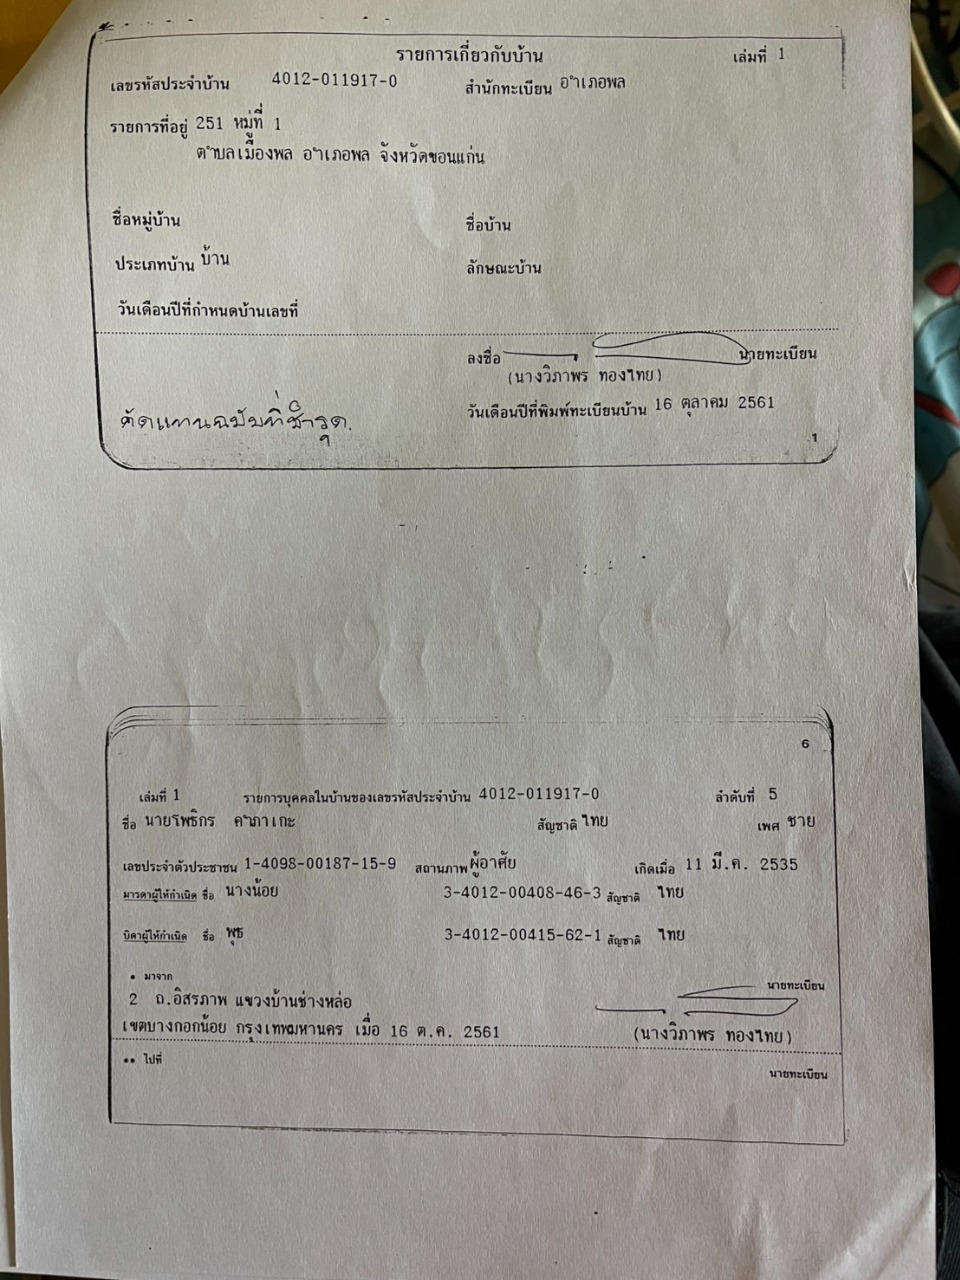 รายการเกี่ยวกับบ้าน เล่มที่ 1
เลขรหัสประจำบ้าน 4012-011917-0 สำนักทะเบียน อำเภอพล
รายการที่อยู่ 251 หมู่ที่ 1
ตำบลเมืองพล อำเภอพล จังหวัดขอนแก่น
ชื่อหมู่บ้าน ชื่อบ้าน
ประเภทบ้าน บ้าน ลักษณะบ้าน
วันเดือนปีที่กำหนดบ้านเลขที่
ลงชื่อ นายทะเบียน
(นางวิภาพร ทองไทย)
วันเดือนปีที่พิมพ์ทะเบียนบ้าน 16 ตุลาคม 2561
คัดแทนฉบับที่ชำรุด.
1
6
เล่มที่ 1 รายการบุคคลในบ้านของเลขรหัสประจำบ้าน 4012-011917-0 ลำดับที่ 5
ชื่อ นายโพธิกร คำภาเกะ สัญชาติ ไทย เพศ ชาย
เลขประจำตัวประชาชน 1-4098-00187-15-9 สถานภาพ ผู้อาศัย เกิดเมื่อ 11 มี.ค. 2535
มารดาผู้ให้กำเนิด ชื่อ นางน้อย 3-4012-00408-46-3 สัญชาติ ไทย
บิดาผู้ให้กำเนิด ชื่อ พุธ 3-4012-00415-62-1 สัญชาติ ไทย
* มาจาก
2 ถ.อิสรภาพ แขวงบ้านช่างหล่อ
เขตบางกอกน้อย กรุงเทพมหานคร เมื่อ 16 ต.ค. 2561
นายทะเบียน
(นางวิภาพร ทองไทย)
** ไปที่
นายทะเบียน